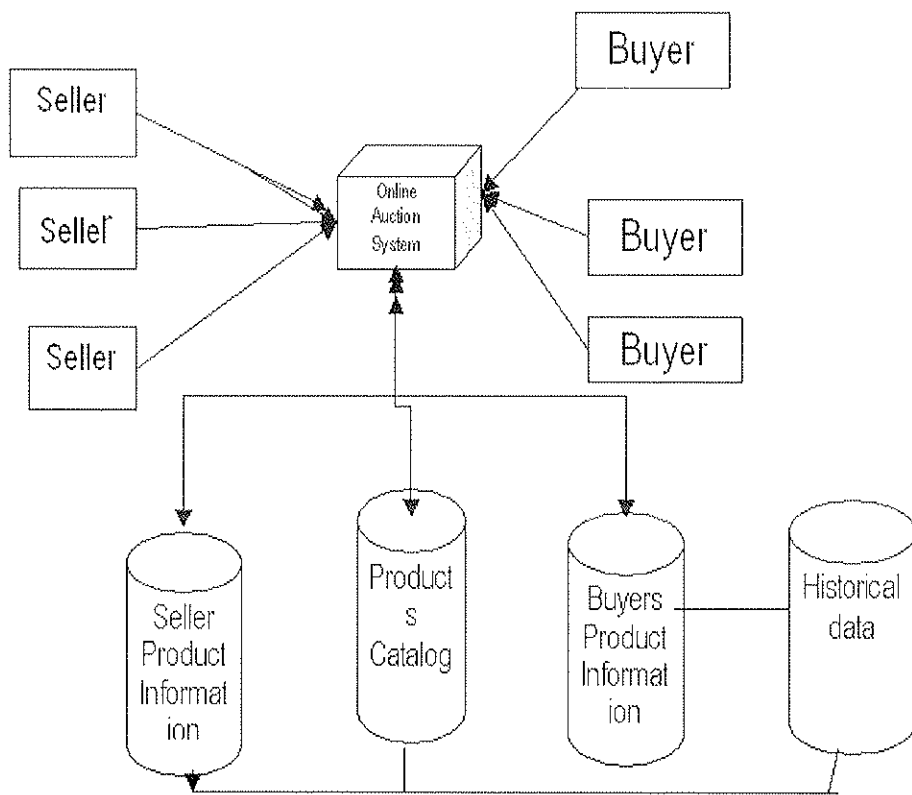 Buyer
Seller
Online
Auction
System
Seller
Buyer
Seller
Buyer
Seller
Product
Informat
ion
Product
s
Catalog
Buyers
Product
Informat
ion
Historical
data